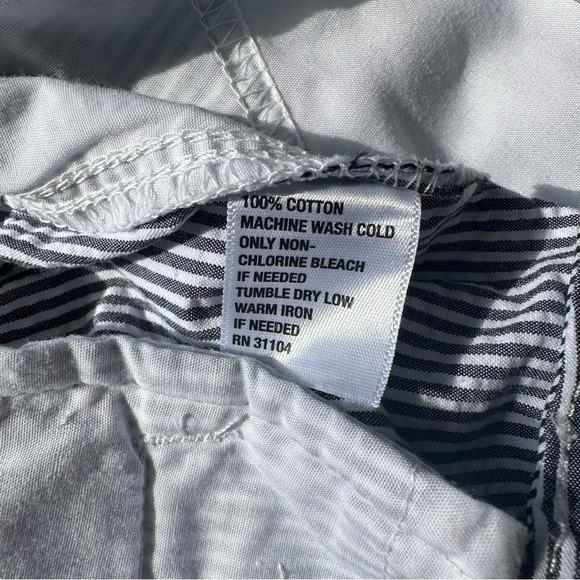 100% COTTON
MACHINE WASH COLD
ONLY NON-
CHLORINE BLEACH
IF NEEDED
TUMBLE DRY LOW
WARM IRON
IF NEEDED
RN 31104